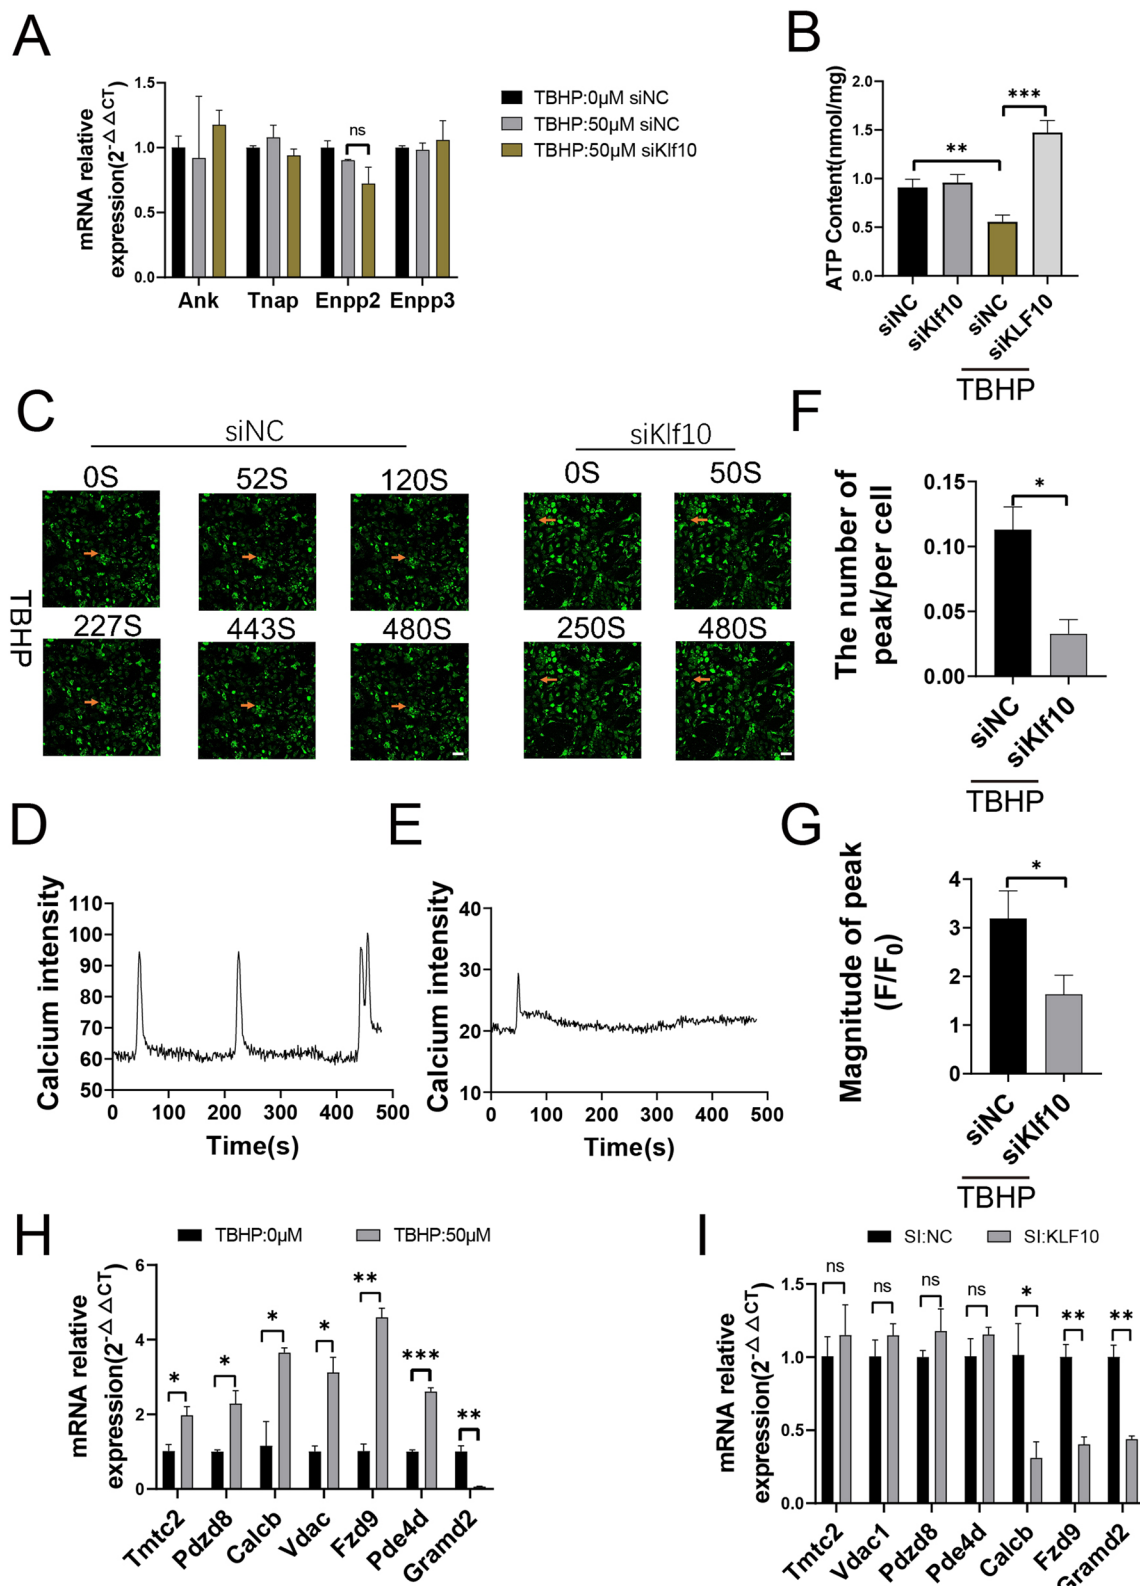 A
mRNA relative
expression(2-△△CT)
1.5
1.0
0.5
0.0
ns
Ank
Tnap
Enpp2
Enpp3
TBHP:0μM siNC
TBHP:50μM siNC
TBHP:50μM siKlf10
B
ATP Content(nmol/mg)
2.0
1.5
1.0
0.5
0.0
**
***
siNC
siKlf10
siNC
siKLF10
TBHP
C
siNC
siKlf10
0S
52S
120S
0S
50S
227S
443S
480S
250S
480S
TBHP
F
The number of
peak/per cell
0.15
0.10
0.05
0.00
*
siNC
siKlf10
TBHP
D
Calcium intensity
110
100
90
80
70
60
50
0
100
200
300
400
500
Time(s)
E
Calcium intensity
40
30
20
10
0
100
200
300
400
500
Time(s)
G
Magnitude of peak
(F/F0)
4
3
2
1
0
*
siNC
siKlf10
TBHP
H
TBHP:0μM
TBHP:50μM
mRNA relative
expression(2-△△CT)
6
4
2
0
*
*
*
*
**
***
**
Tmtc2
Pdzd8
Calcb
Vdac
Fzd9
Pde4d
Gramd2
I
SI:NC
SI:KLF10
mRNA relative
expression(2-△△CT)
1.5
1.0
0.5
0.0
ns
ns
ns
ns
*
**
**
Tmtc2
Vdac1
Pdzd8
Pde4d
Calcb
Fzd9
Gramd2